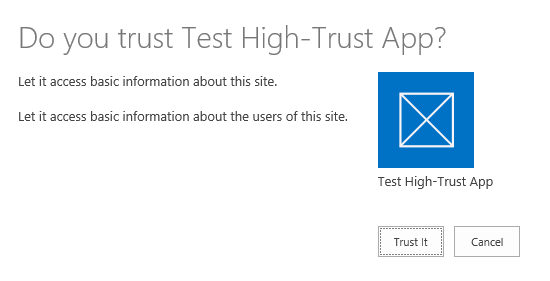 Do you trust Test High-Trust App?
Let it access basic information about this site.
Let it access basic information about the users of this site.
Test High-Trust App
Trust It
Cancel